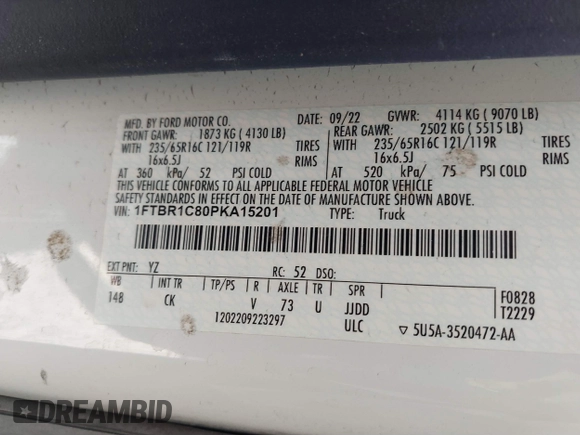 MFD. BY FORD MOTOR CO. 09/22 GVWR: 4114 KG ( 9070 LB)
FRONT GAWR: 1873 KG ( 4130 LB) REAR GAWR: 2502 KG ( 5515 LB)
WITH 235/65R16C 121/119R TIRES WITH 235/65R16C 121/119R TIRES
16x6.5J RIMS 16x6.5J RIMS
AT 360 kPa/ 52 PSI COLD AT 520 kPa/ 75 PSI COLD
THIS VEHICLE CONFORMS TO ALL APPLICABLE FEDERAL MOTOR VEHICLE
SAFETY STANDARDS IN EFFECT ON THE DATE OF MANUFACTURE SHOWN ABOVE.
VIN: 1FTBR1C80PKA15201 TYPE: Truck
EXT PNT: YZ RC: 52 DSO:
WB INT TR TP/PS R AXLE TR SPR F0828
148 CK V 73 U JJDD T2229
1202209223297 ULC 5U5A-3520472-AA
DREAMBID